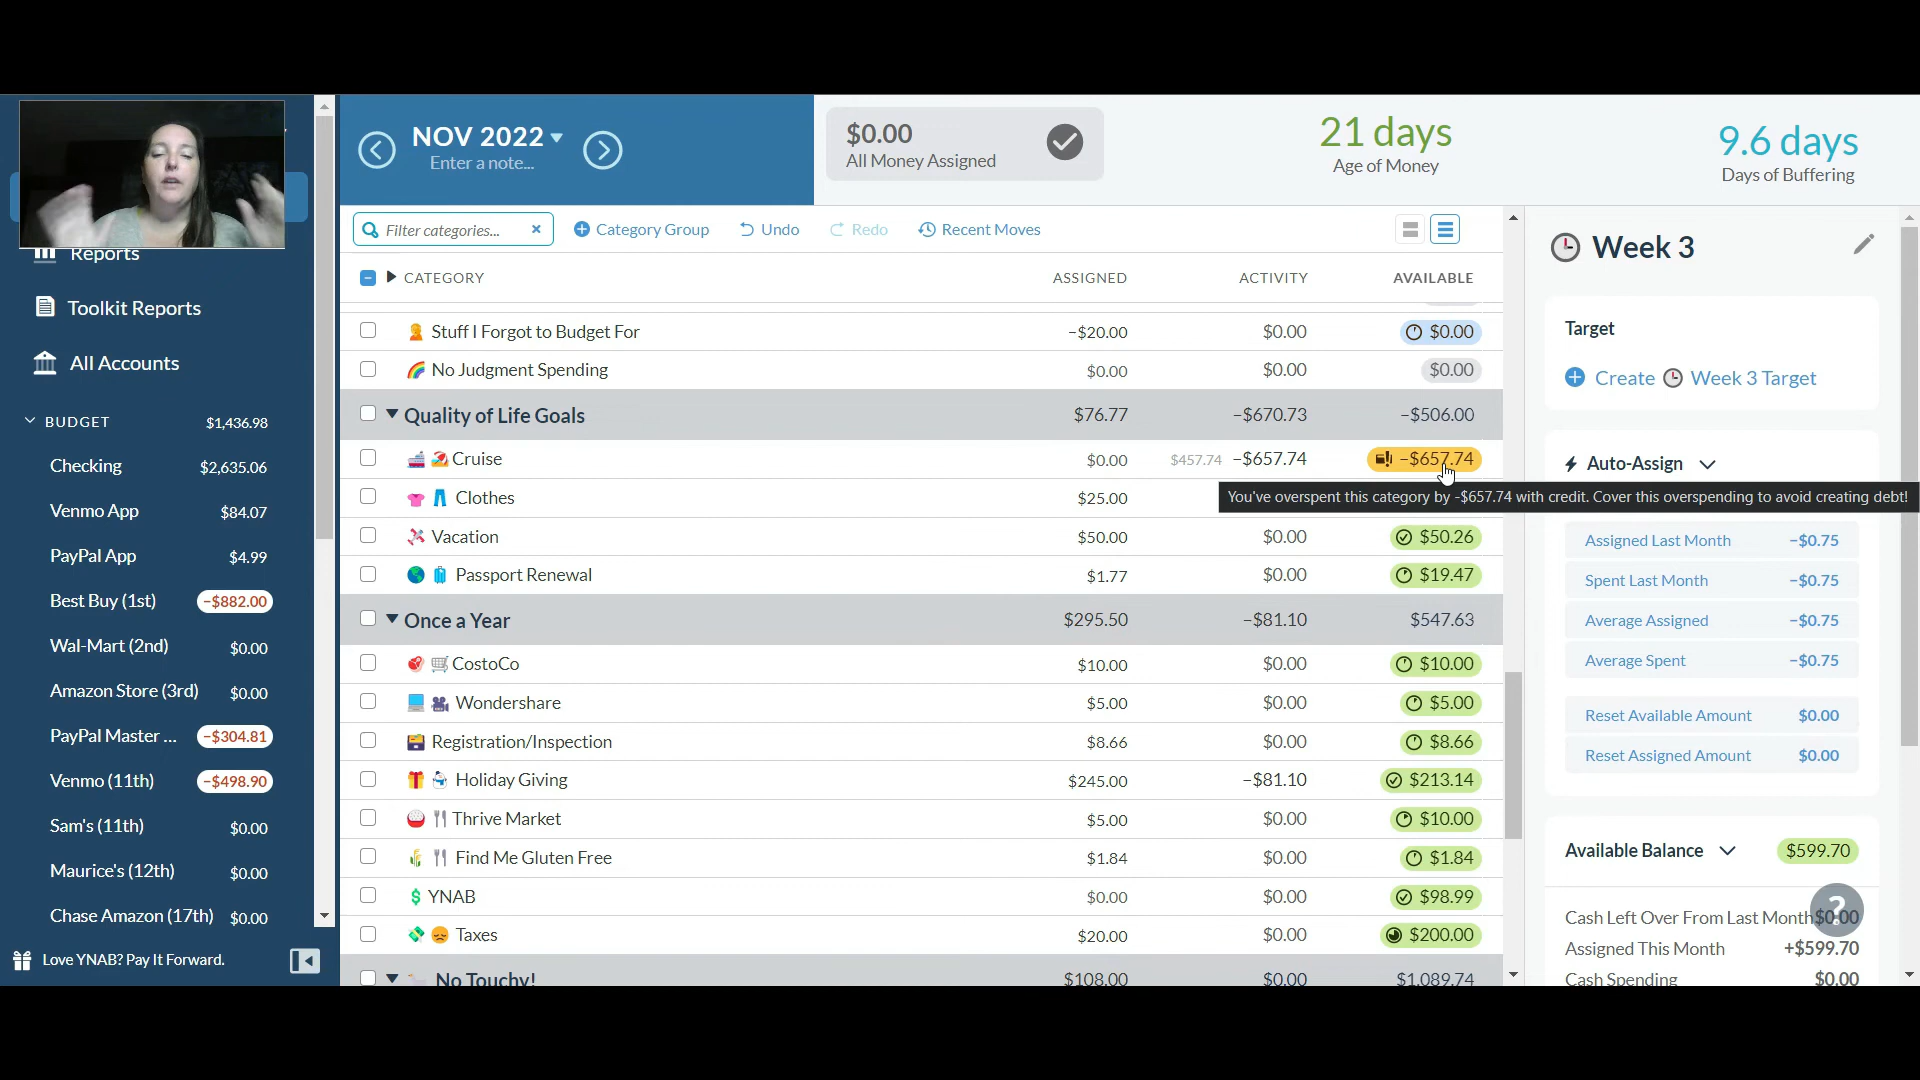 Reports
Toolkit Reports
All Accounts
BUDGET $1,436.98
Checking $2,635.06
Venmo App $84.07
PayPal App $4.99
Best Buy (1st) −$882.00
Wal-Mart (2nd) $0.00
Amazon Store (3rd) $0.00
PayPal Master ... −$304.81
Venmo (11th) −$498.90
Sam's (11th) $0.00
Maurice's (12th) $0.00
Chase Amazon (17th) $0.00
Love YNAB? Pay It Forward.
NOV 2022
Enter a note...
$0.00
All Money Assigned
21 days
Age of Money
9.6 days
Days of Buffering
Filter categories... × Category Group Undo Redo Recent Moves
CATEGORY ASSIGNED ACTIVITY AVAILABLE
Stuff I Forgot to Budget For −$20.00 $0.00 $0.00
No Judgment Spending $0.00 $0.00 $0.00
Quality of Life Goals $76.77 −$670.73 −$506.00
Cruise $0.00 $457.74 −$657.74 −$657.74
Clothes $25.00
You've overspent this category by -$657.74 with credit. Cover this overspending to avoid creating debt!
Vacation $50.00 $0.00 $50.26
Passport Renewal $1.77 $0.00 $19.47
Once a Year $295.50 −$81.10 $547.63
CostoCo $10.00 $0.00 $10.00
Wondershare $5.00 $0.00 $5.00
Registration/Inspection $8.66 $0.00 $8.66
Holiday Giving $245.00 −$81.10 $213.14
Thrive Market $5.00 $0.00 $10.00
Find Me Gluten Free $1.84 $0.00 $1.84
$ YNAB $0.00 $0.00 $98.99
Taxes $20.00 $0.00 $200.00
No Touchy! $108.00 $0.00 $1,089.74
Week 3
Target
Create Week 3 Target
Auto-Assign
Assigned Last Month −$0.75
Spent Last Month −$0.75
Average Assigned −$0.75
Average Spent −$0.75
Reset Available Amount $0.00
Reset Assigned Amount $0.00
Available Balance $599.70
?
Cash Left Over From Last Month $0.00
Assigned This Month +$599.70
Cash Spending $0.00